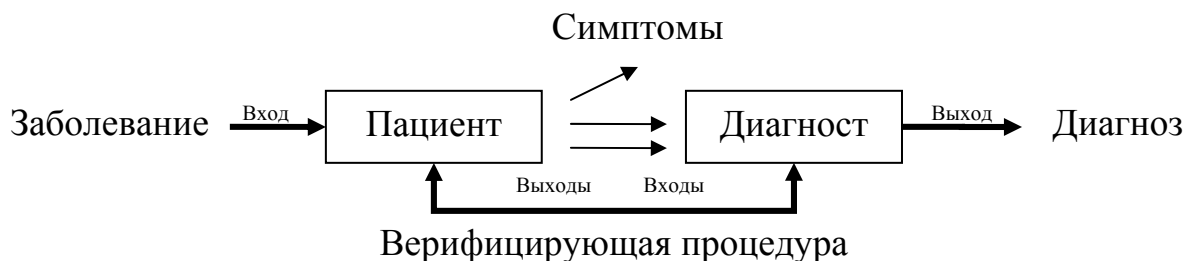 Симптомы
Заболевание Вход Пациент Диагност Выход Диагноз
Выходы Входы
Верифицирующая процедура